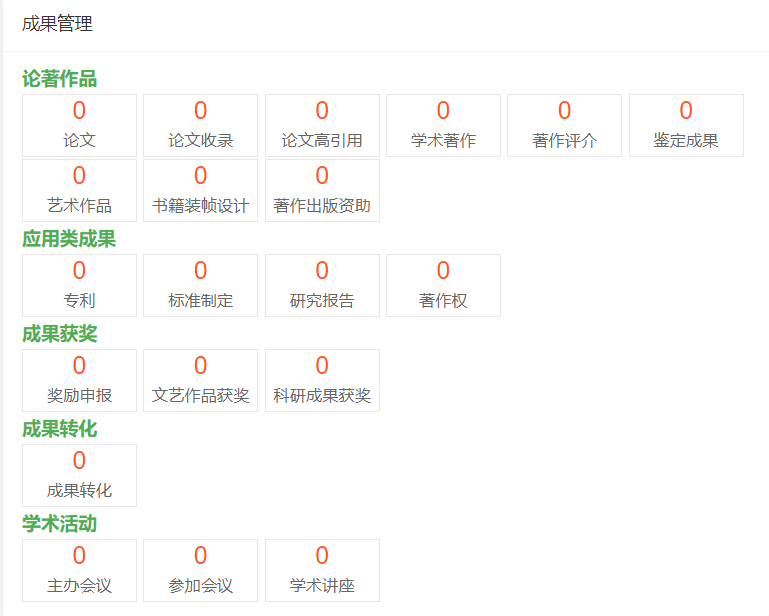 成果管理
论著作品
0 0 0 0 0 0
论文 论文收录 论文高引用 学术著作 著作评介 鉴定成果
0 0 0
艺术作品 书籍装帧设计 著作出版资助
应用类成果
0 0 0 0
专利 标准制定 研究报告 著作权
成果获奖
0 0 0
奖励申报 文艺作品获奖 科研成果获奖
成果转化
0
成果转化
学术活动
0 0 0
主办会议 参加会议 学术讲座